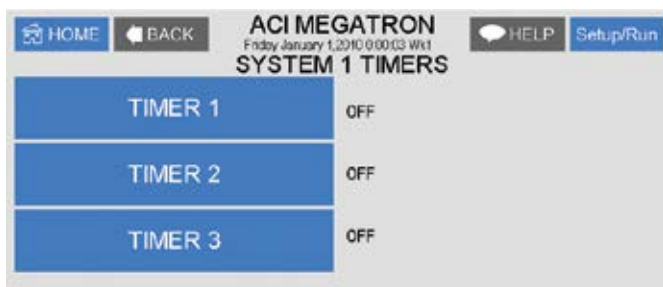 HOME BACK ACI MEGATRON HELP Setup/Run
Friday January 1,2010 0:00:03 Wk1
SYSTEM 1 TIMERS
TIMER 1 OFF
TIMER 2 OFF
TIMER 3 OFF